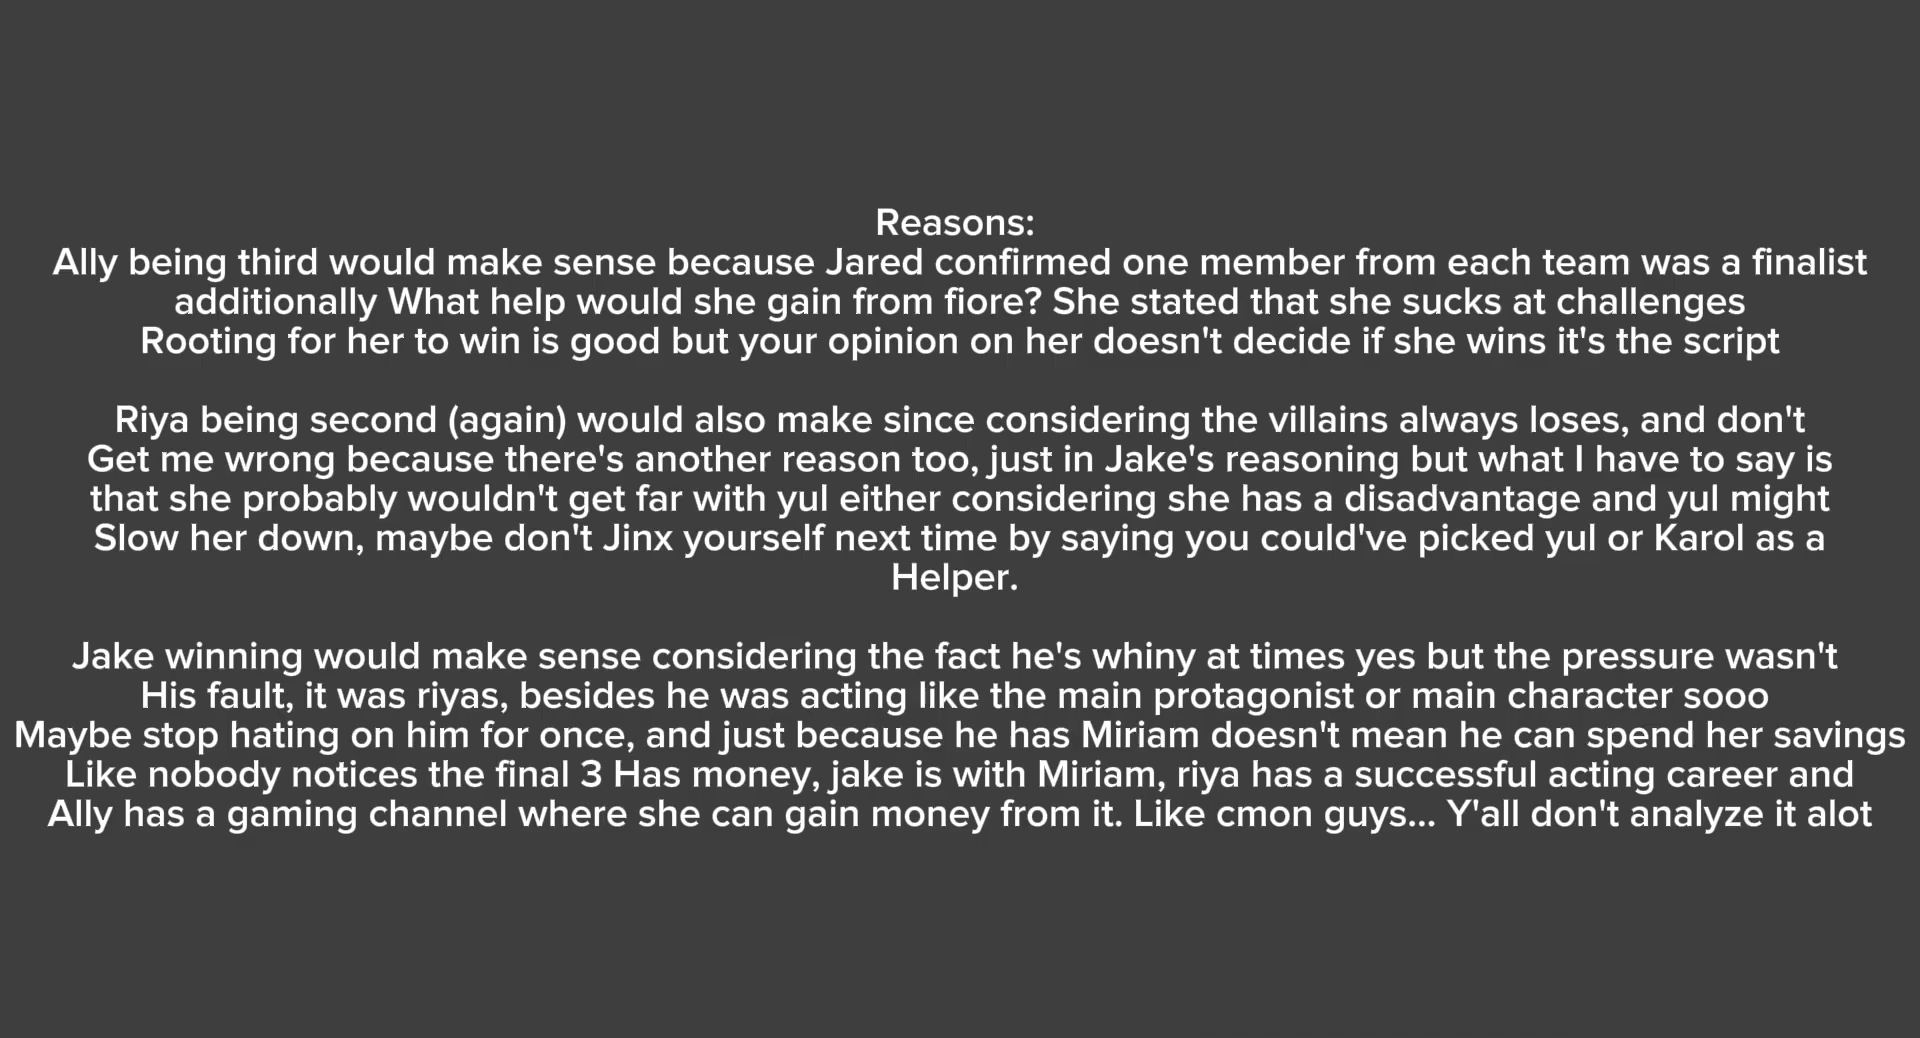 Reasons:
Ally being third would make sense because Jared confirmed one member from each team was a finalist
additionally What help would she gain from fiore? She stated that she sucks at challenges
Rooting for her to win is good but your opinion on her doesn't decide if she wins it's the script
Riya being second (again) would also make since considering the villains always loses, and don't
Get me wrong because there's another reason too, just in Jake's reasoning but what I have to say is
that she probably wouldn't get far with yul either considering she has a disadvantage and yul might
Slow her down, maybe don't Jinx yourself next time by saying you could've picked yul or Karol as a
Helper.
Jake winning would make sense considering the fact he's whiny at times yes but the pressure wasn't
His fault, it was riyas, besides he was acting like the main protagonist or main character sooo
Maybe stop hating on him for once, and just because he has Miriam doesn't mean he can spend her savings
Like nobody notices the final 3 Has money, jake is with Miriam, riya has a successful acting career and
Ally has a gaming channel where she can gain money from it. Like cmon guys... Y'all don't analyze it alot